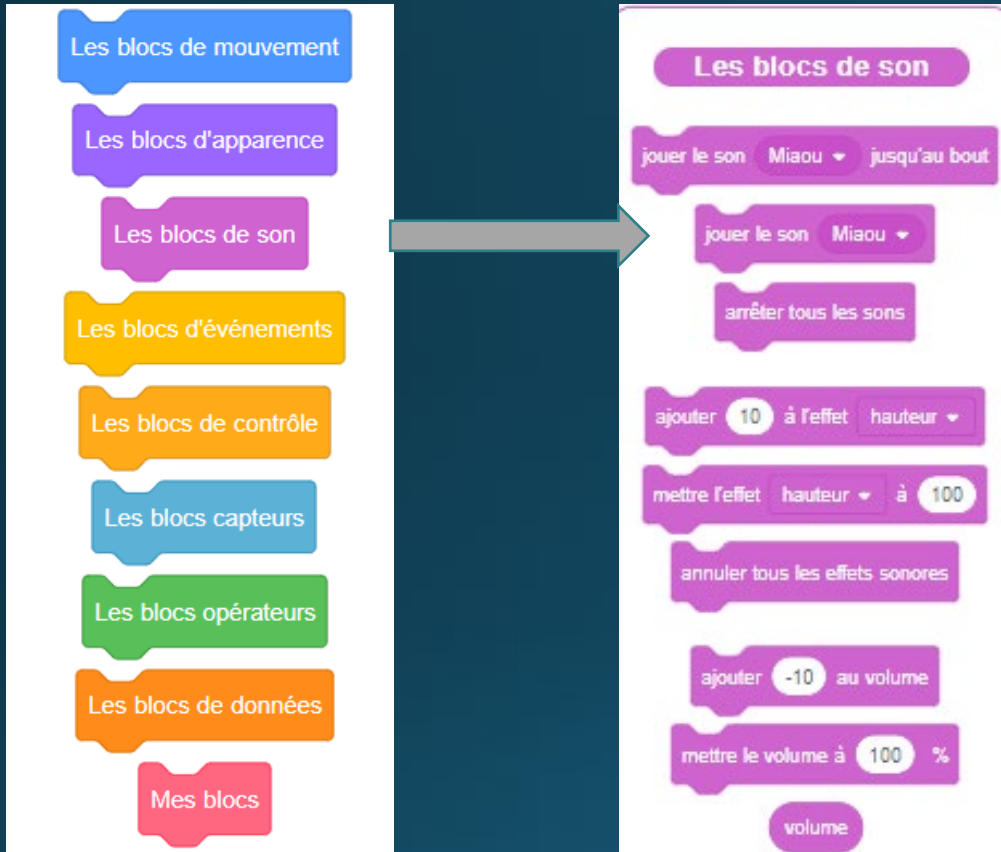 Les blocs de mouvement
Les blocs d'apparence
Les blocs de son
Les blocs d'événements
Les blocs de contrôle
Les blocs capteurs
Les blocs opérateurs
Les blocs de données
Mes blocs
Les blocs de son
jouer le son Miaou jusqu'au bout
jouer le son Miaou
arrêter tous les sons
ajouter 10 à l'effet hauteur
mettre l'effet hauteur à 100
annuler tous les effets sonores
ajouter -10 au volume
mettre le volume à 100 %
volume